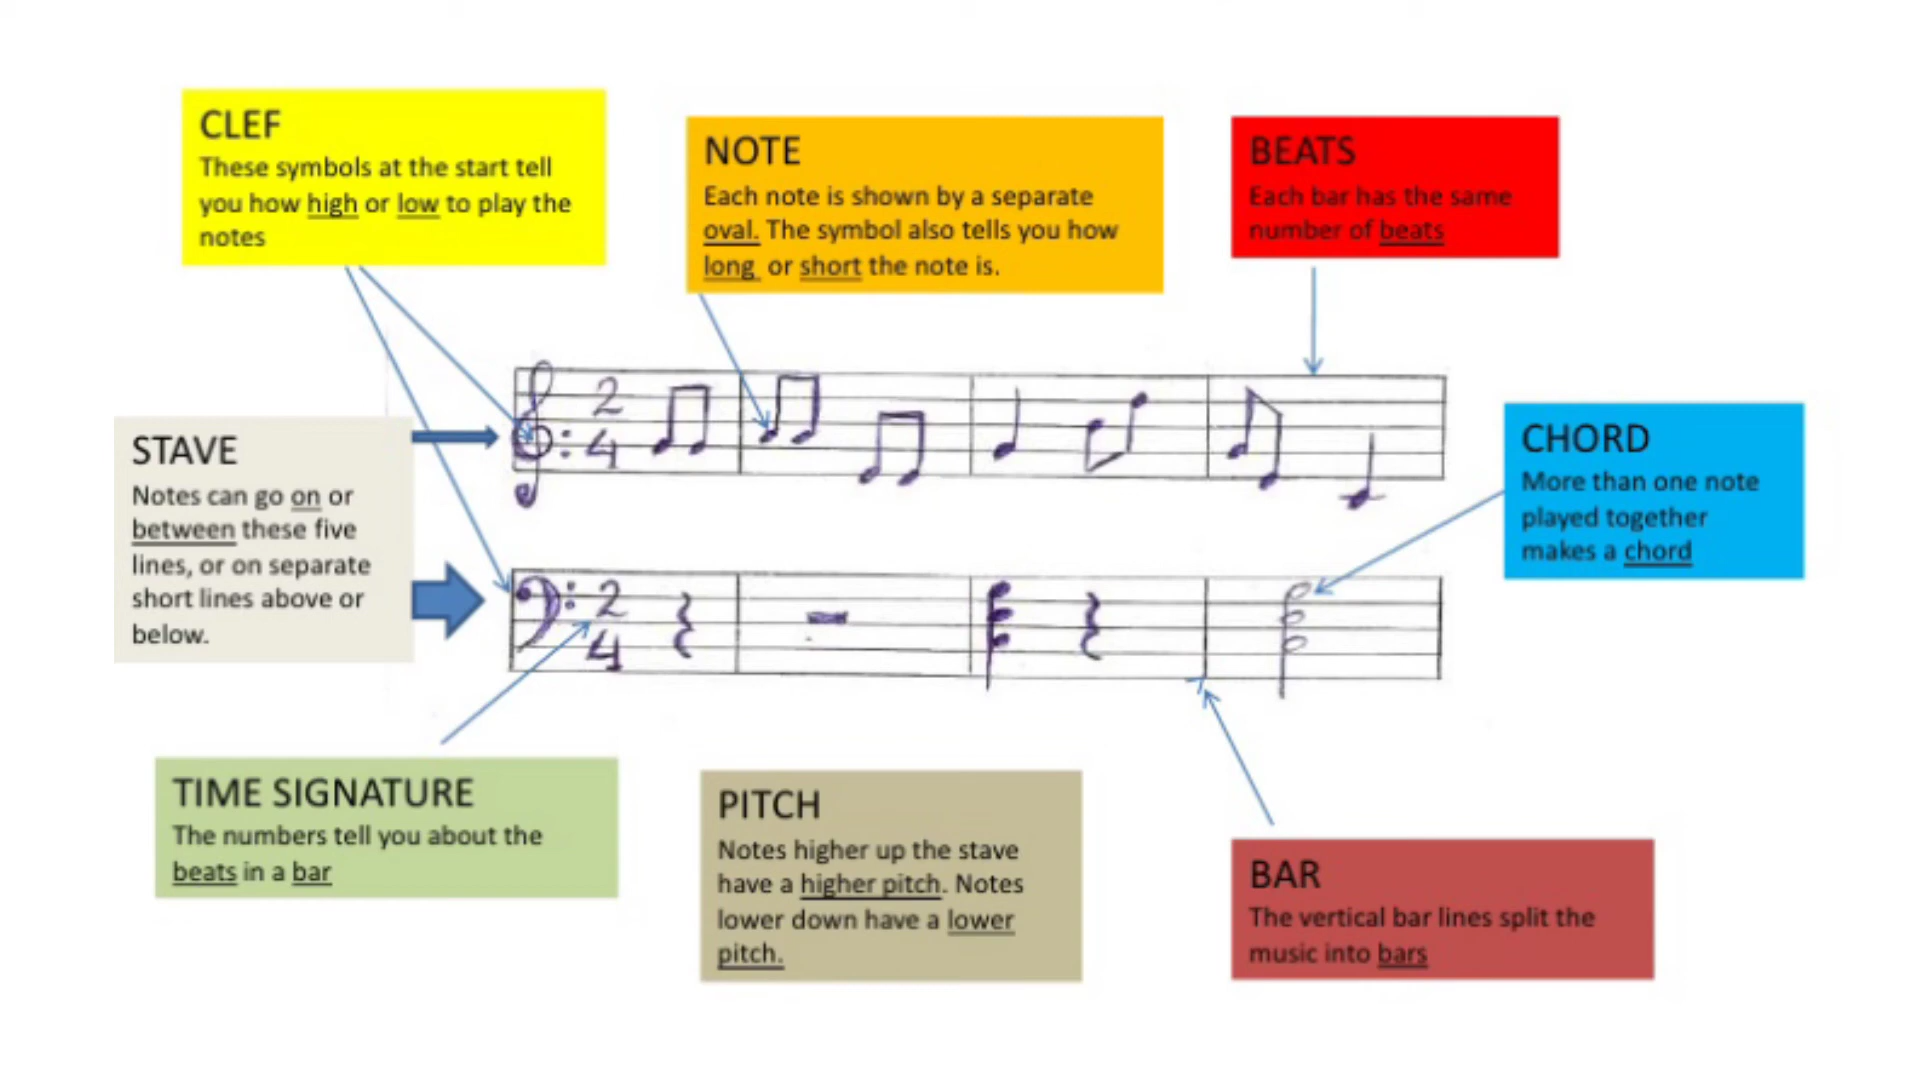 CLEF
These symbols at the start tell
you how high or low to play the
notes
NOTE
Each note is shown by a separate
oval. The symbol also tells you how
long or short the note is.
BEATS
Each bar has the same
number of beats
STAVE
Notes can go on or
between these five
lines, or on separate
short lines above or
below.
2
4
2
4
CHORD
More than one note
played together
makes a chord
TIME SIGNATURE
The numbers tell you about the
beats in a bar
PITCH
Notes higher up the stave
have a higher pitch. Notes
lower down have a lower
pitch.
BAR
The vertical bar lines split the
music into bars